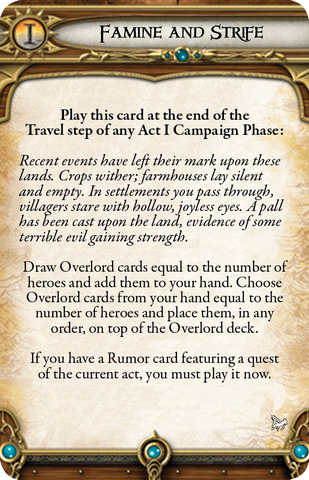 I
Famine and Strife
Play this card at the end of the
Travel step of any Act I Campaign Phase:
Recent events have left their mark upon these
lands. Crops wither; farmhouses lay silent
and empty. In settlements you pass through,
villagers stare with hollow, joyless eyes. A pall
has been cast upon the land, evidence of some
terrible evil gaining strength.
Draw Overlord cards equal to the number of
heroes and add them to your hand. Choose
Overlord cards from your hand equal to the
number of heroes and place them, in any
order, on top of the Overlord deck.
If you have a Rumor card featuring a quest
of the current act, you must play it now.